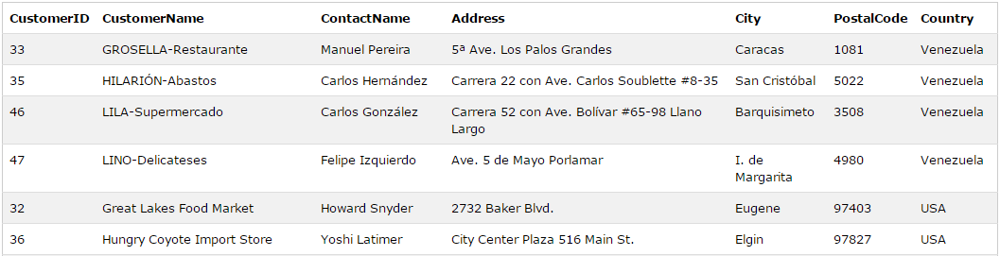 CustomerID CustomerName ContactName Address City PostalCode Country
33 GROSELLA-Restaurante Manuel Pereira 5ª Ave. Los Palos Grandes Caracas 1081 Venezuela
35 HILARIÓN-Abastos Carlos Hernández Carrera 22 con Ave. Carlos Soublette #8-35 San Cristóbal 5022 Venezuela
46 LILA-Supermercado Carlos González Carrera 52 con Ave. Bolívar #65-98 Llano Barquisimeto 3508 Venezuela
Largo
47 LINO-Delicateses Felipe Izquierdo Ave. 5 de Mayo Porlamar I. de 4980 Venezuela
Margarita
32 Great Lakes Food Market Howard Snyder 2732 Baker Blvd. Eugene 97403 USA
36 Hungry Coyote Import Store Yoshi Latimer City Center Plaza 516 Main St. Elgin 97827 USA